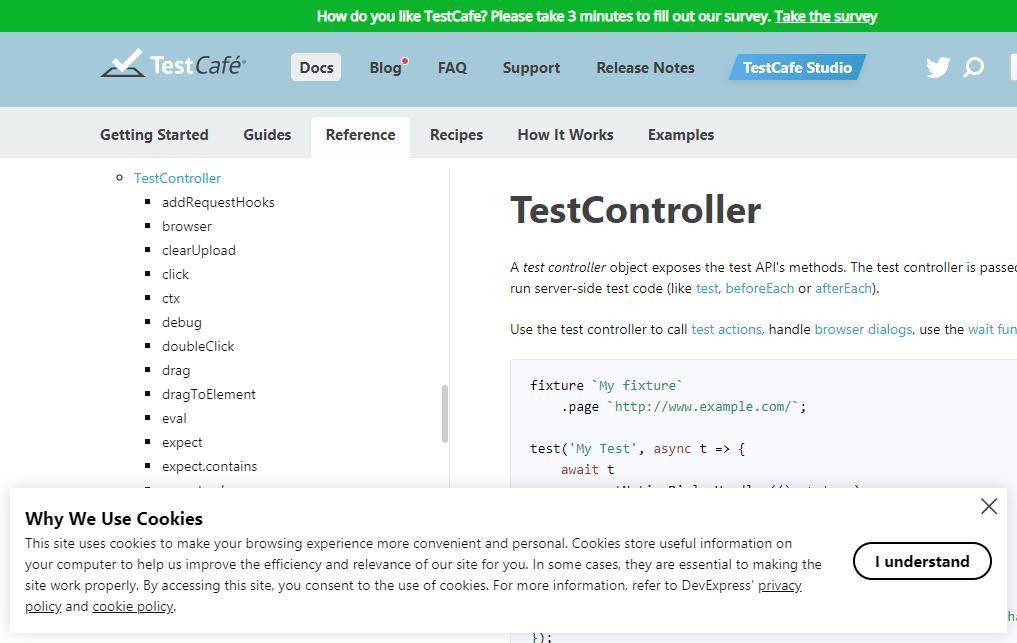 How do you like TestCafe? Please take 3 minutes to fill out our survey. Take the survey
TestCafé
Docs Blog FAQ Support Release Notes TestCafe Studio
Getting Started Guides Reference Recipes How It Works Examples
TestController
addRequestHooks
browser
clearUpload
click
ctx
debug
doubleClick
drag
dragToElement
eval
expect
expect.contains
TestController
A test controller object exposes the test API's methods. The test controller is passed
run server-side test code (like test, beforeEach or afterEach).
Use the test controller to call test actions, handle browser dialogs, use the wait fun
fixture `My fixture`
.page `http://www.example.com/`;
test('My Test', async t => {
await t
Why We Use Cookies
This site uses cookies to make your browsing experience more convenient and personal. Cookies store useful information on
your computer to help us improve the efficiency and relevance of our site for you. In some cases, they are essential to making the
site work properly. By accessing this site, you consent to the use of cookies. For more information, refer to DevExpress' privacy
policy and cookie policy.
I understand
});